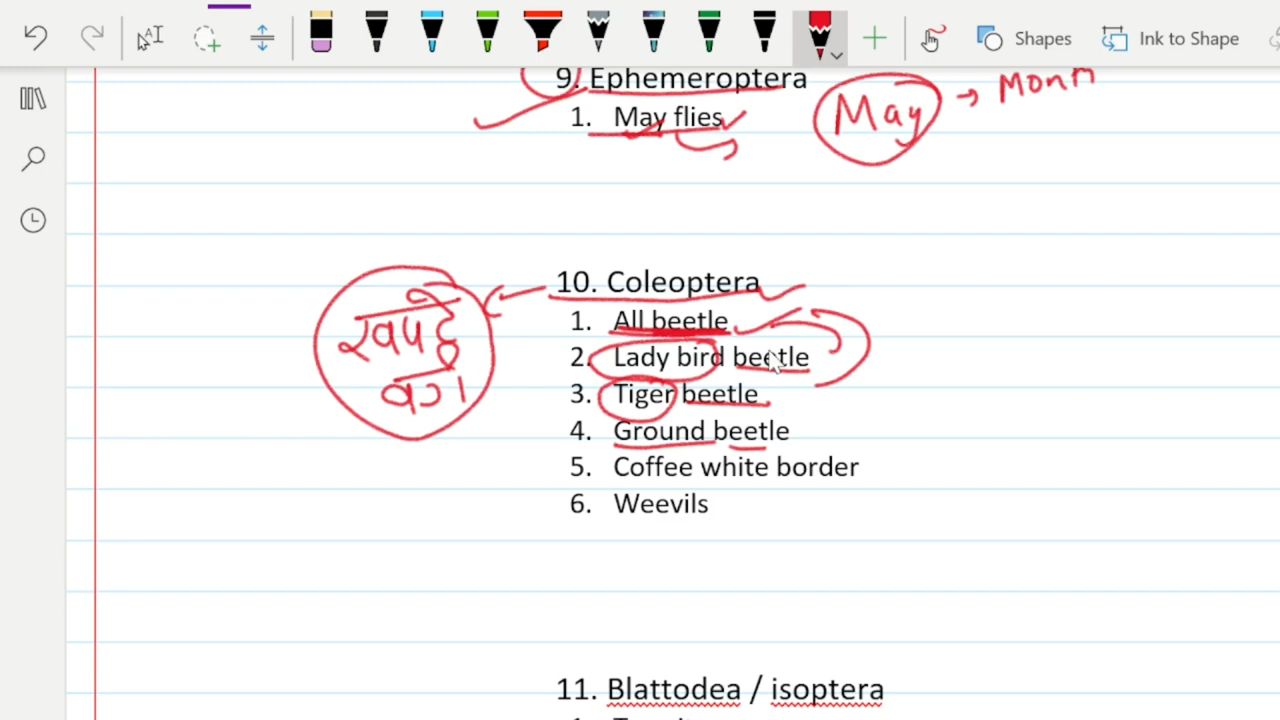 Shapes
Ink to Shape
9. Ephemeroptera
May → Month
1. May flies
10. Coleoptera
1. All beetle
2. Lady bird beetle
3. Tiger beetle
4. Ground beetle
5. Coffee white border
6. Weevils
11. Blattodea / isoptera